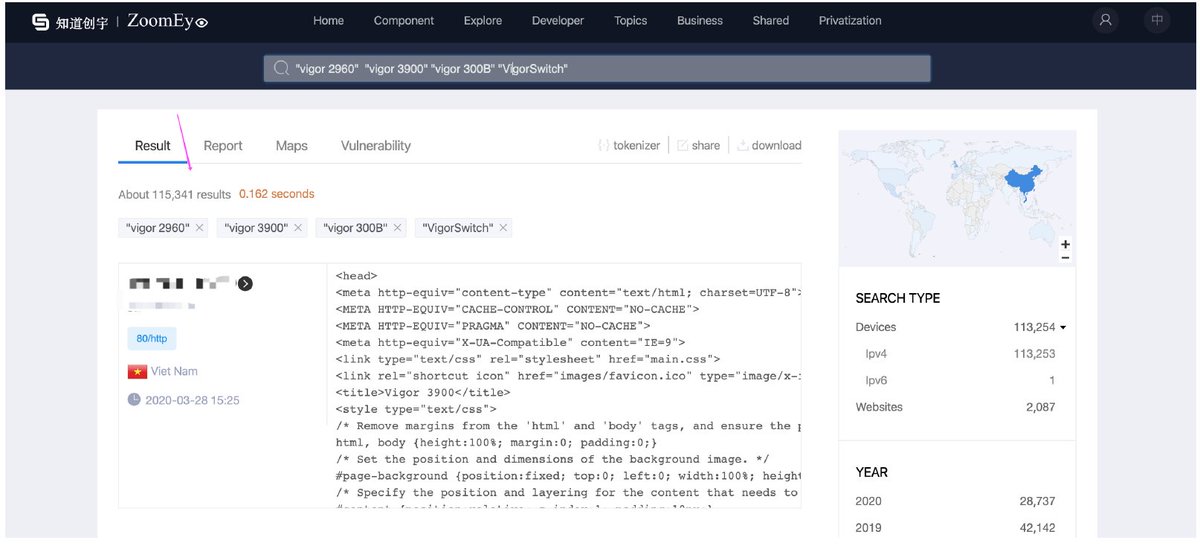 知道创宇 | ZoomEye
Home Component Explore Developer Topics Business Shared Privatization 中
"vigor 2960" "vigor 3900" "vigor 300B" "VigorSwitch"
Result Report Maps Vulnerability
{} tokenizer share download
About 115,341 results 0.162 seconds
"vigor 2960" × "vigor 3900" × "vigor 300B" × "VigorSwitch" ×
80/http
Viet Nam
2020-03-28 15:25
<head>
<meta http-equiv="content-type" content="text/html; charset=UTF-8">
<META HTTP-EQUIV="CACHE-CONTROL" CONTENT="NO-CACHE">
<META HTTP-EQUIV="PRAGMA" CONTENT="NO-CACHE">
<meta http-equiv="X-UA-Compatible" content="IE=9">
<link type="text/css" rel="stylesheet" href="main.css">
<link rel="shortcut icon" href="images/favicon.ico" type="image/x-i
<title>Vigor 3900</title>
<style type="text/css">
/* Remove margins from the 'html' and 'body' tags, and ensure the p
html, body {height:100%; margin:0; padding:0;}
/* Set the position and dimensions of the background image. */
#page-background {position:fixed; top:0; left:0; width:100%; height
/* Specify the position and layering for the content that needs to
+
−
SEARCH TYPE
Devices 113,254
Ipv4 113,253
Ipv6 1
Websites 2,087
YEAR
2020 28,737
2019 42,142